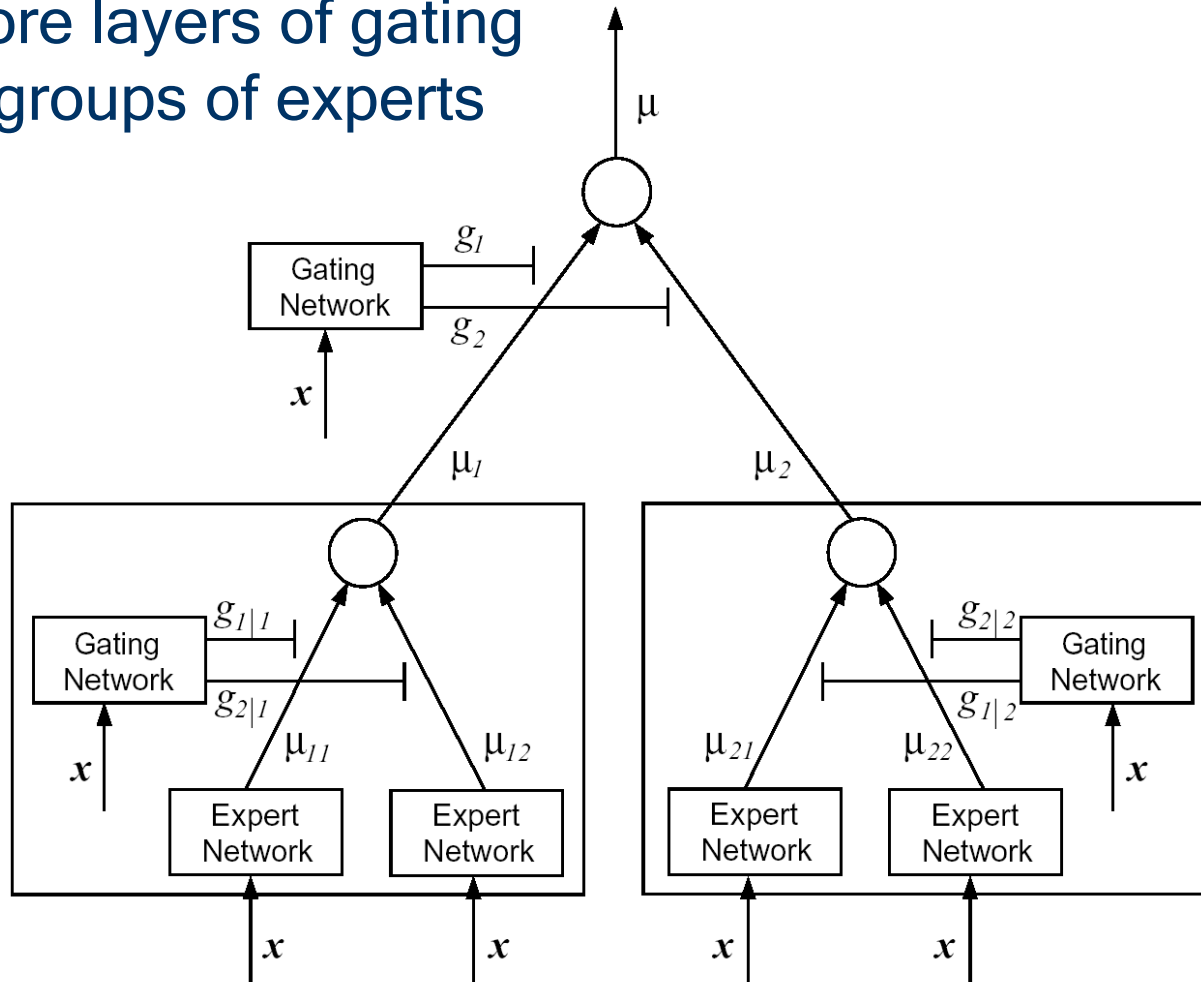 ore layers of gating
groups of experts
μ
g1
Gating
Network
g2
x
μ1
μ2
g1|1
g2|2
Gating
Network
Gating
Network
g2|1
g1|2
μ11
μ12
μ21
μ22
x
x
Expert
Network
Expert
Network
Expert
Network
Expert
Network
x
x
x
x